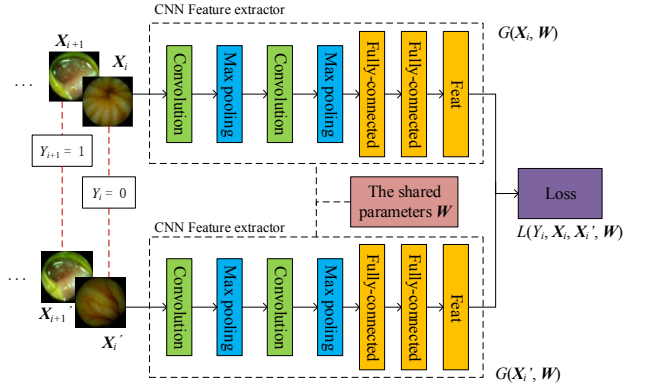 CNN Feature extractor
G(Xi, W)
Xi+1
Xi
...
Convolution
Max pooling
Convolution
Max pooling
Fully-connected
Fully-connected
Feat
Yi+1 = 1
Yi = 0
The shared
parameters W
Loss
L(Yi, Xi, Xi', W)
CNN Feature extractor
...
Convolution
Max pooling
Convolution
Max pooling
Fully-connected
Fully-connected
Feat
Xi+1'
Xi'
G(Xi', W)